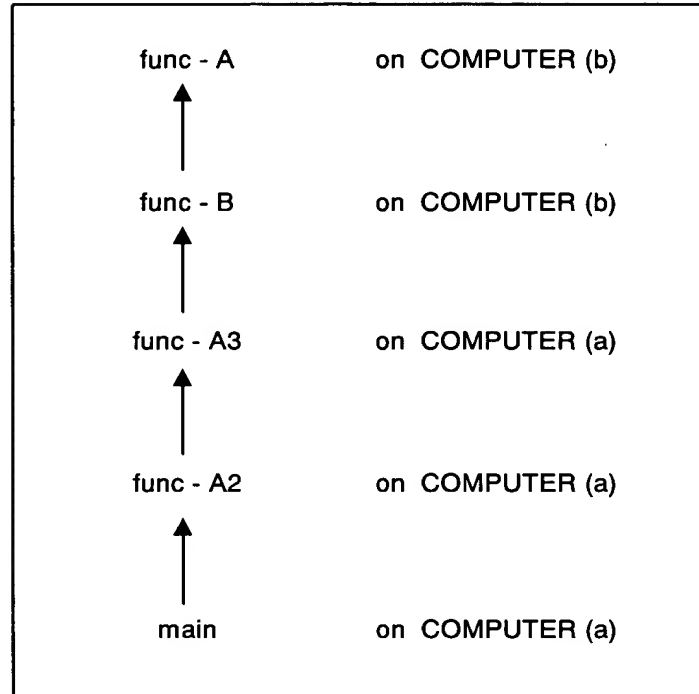 func - A on COMPUTER (b)
func - B on COMPUTER (b)
func - A3 on COMPUTER (a)
func - A2 on COMPUTER (a)
main on COMPUTER (a)